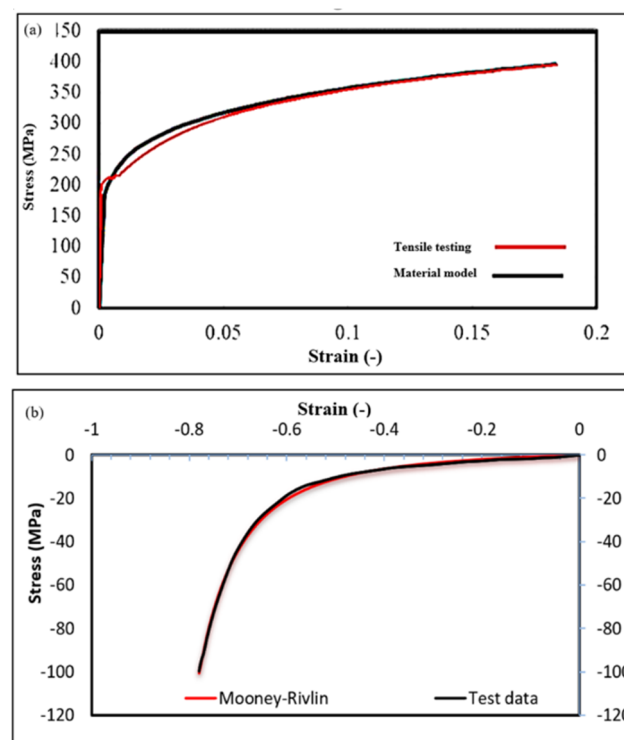 (a)
450
400
350
300
250
200
150
100
50
0
Stress (MPa)
Tensile testing
Material model
0 0.05 0.1 0.15 0.2
Strain (-)
(b)
Strain (-)
-1 -0.8 -0.6 -0.4 -0.2 0
0 0
-20 -20
-40 -40
-60 -60
-80 -80
-100 -100
-120 -120
Stress (MPa)
Mooney-Rivlin Test data